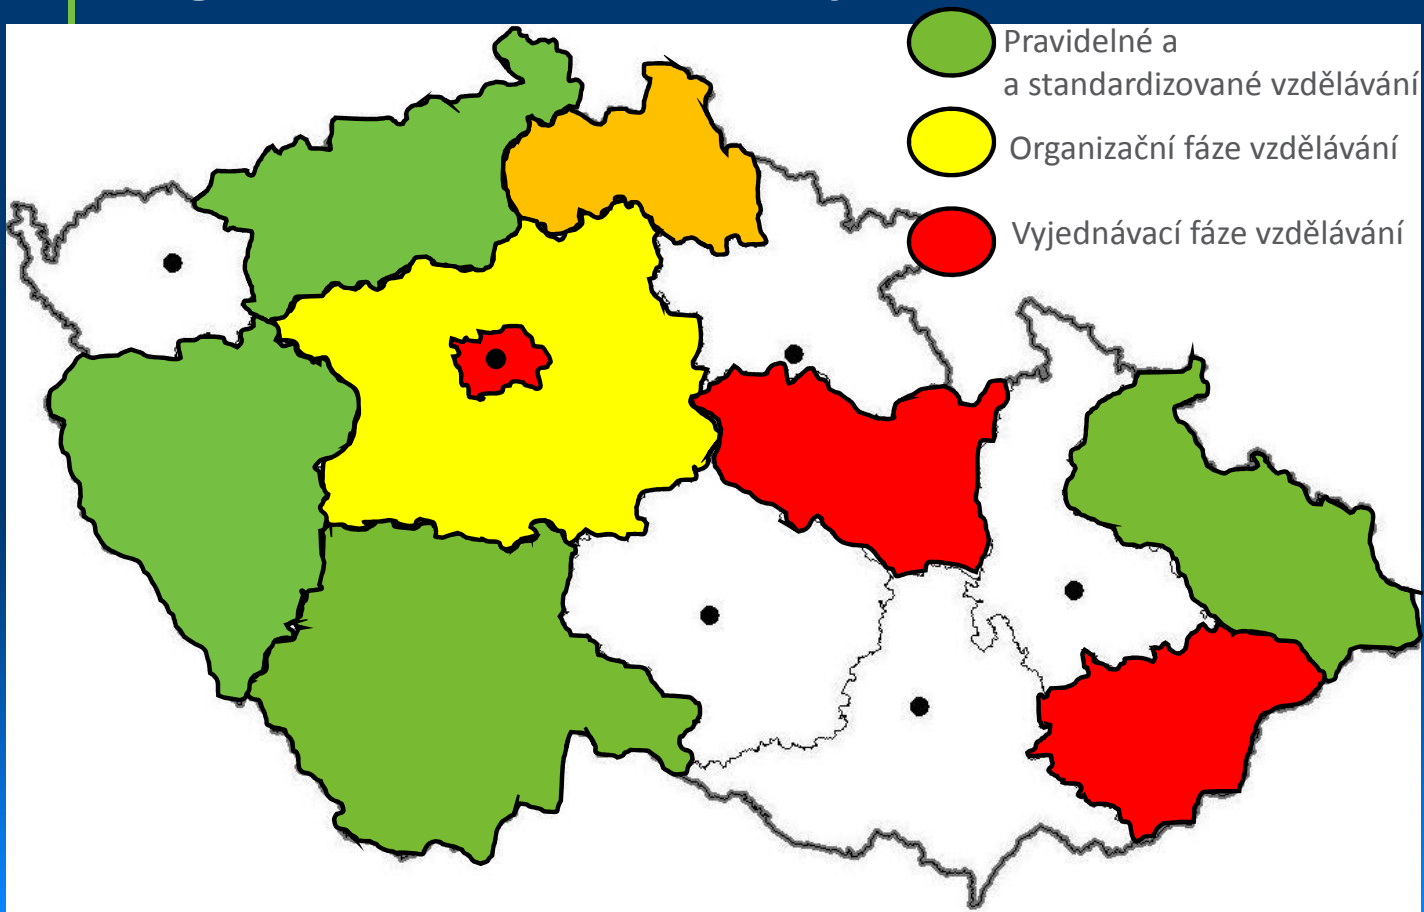 Pravidelné a
a standardizované vzdělávání
Organizační fáze vzdělávání
Vyjednávací fáze vzdělávání